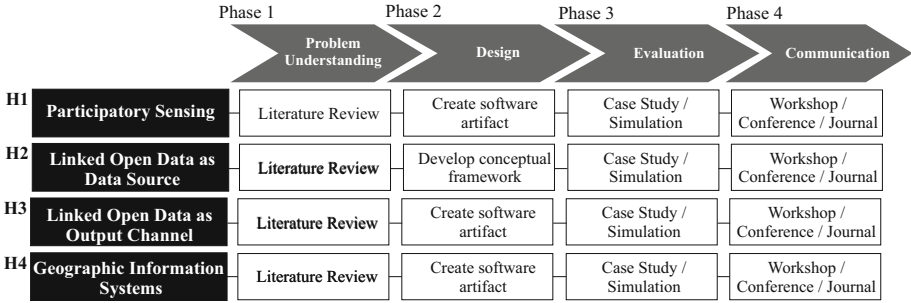 Phase 1 Phase 2 Phase 3 Phase 4
Problem
Understanding
Design
Evaluation
Communication
H1
Participatory Sensing
Literature Review
Create software
artifact
Case Study /
Simulation
Workshop /
Conference / Journal
H2
Linked Open Data as
Data Source
Literature Review
Develop conceptual
framework
Case Study /
Simulation
Workshop /
Conference / Journal
H3
Linked Open Data as
Output Channel
Literature Review
Create software
artifact
Case Study /
Simulation
Workshop /
Conference / Journal
H4
Geographic Information
Systems
Literature Review
Create software
artifact
Case Study /
Simulation
Workshop /
Conference / Journal